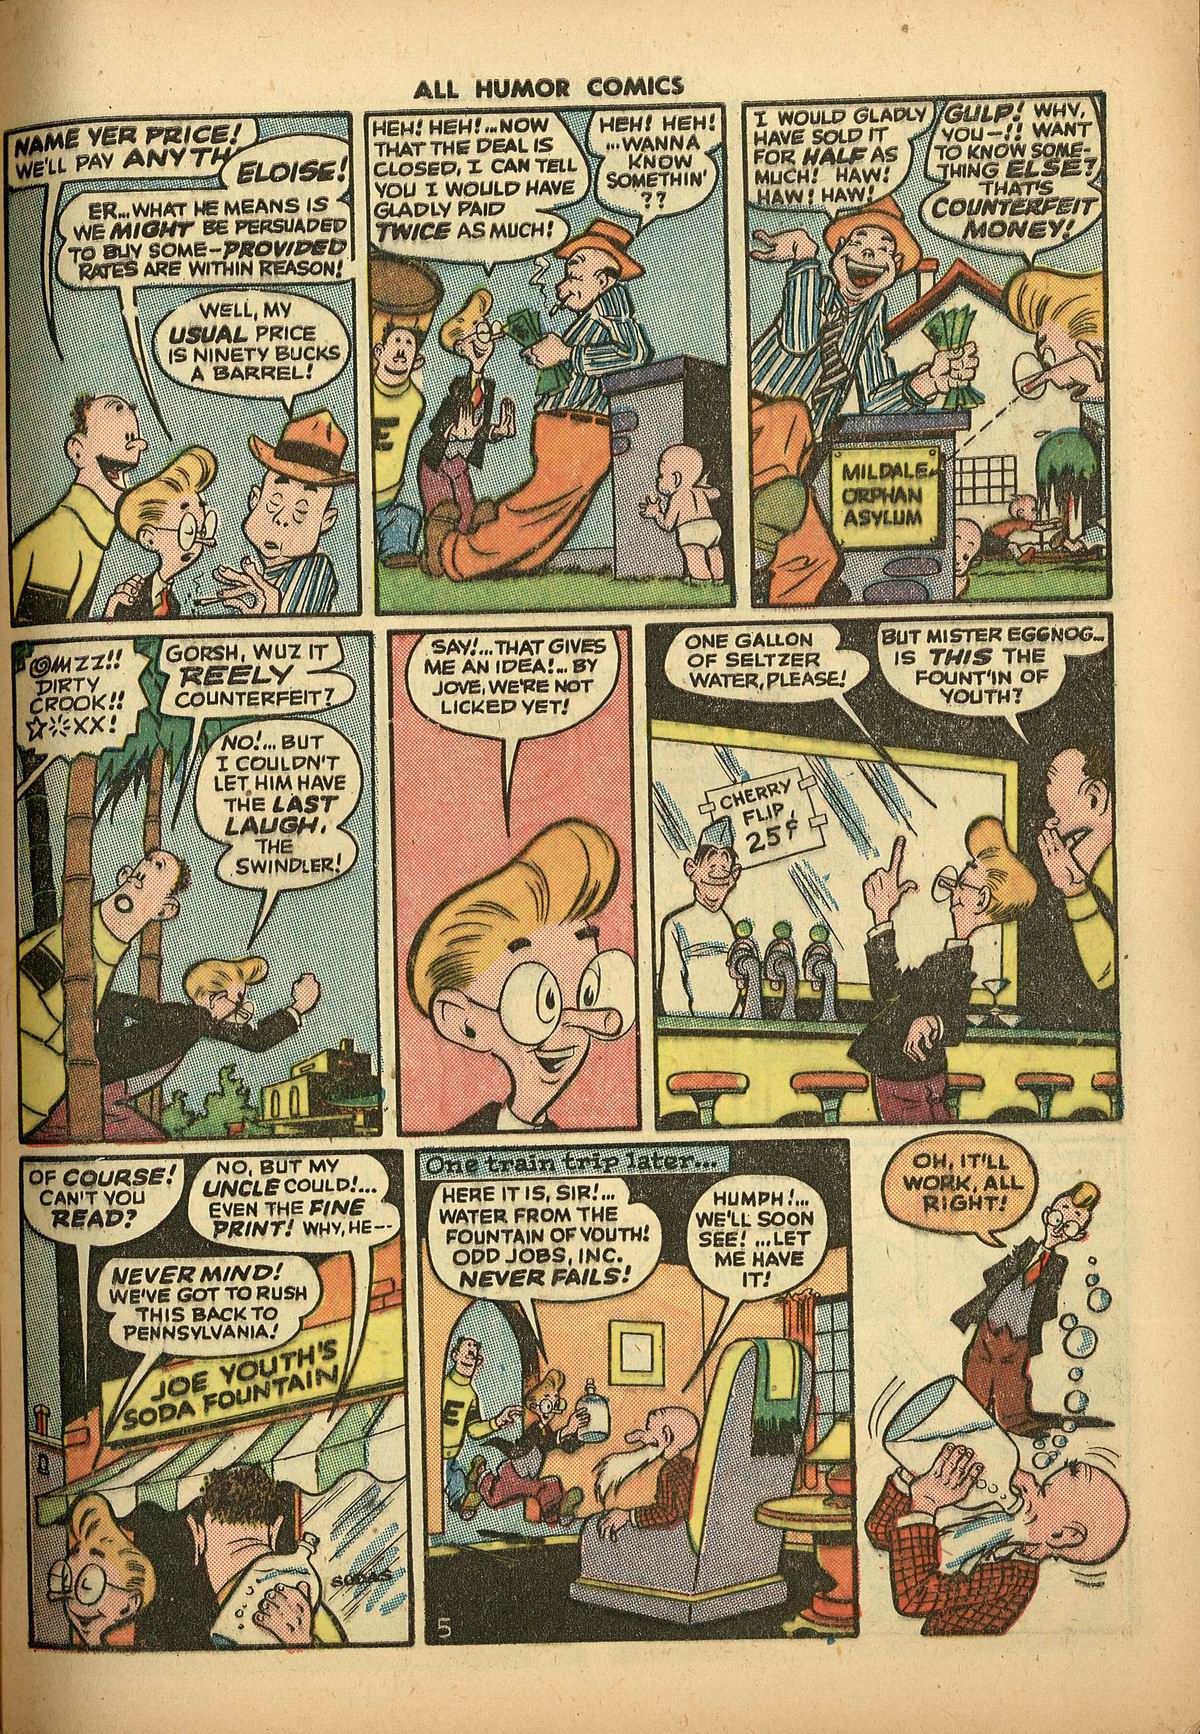 ALL HUMOR COMICS
NAME YER PRICE!
WE'LL PAY ANYTH
ELOISE!
ER...WHAT HE MEANS IS
WE MIGHT BE PERSUADED
TO BUY SOME-PROVIDED
RATES ARE WITHIN REASON!
WELL, MY
USUAL PRICE
IS NINETY BUCKS
A BARREL!
HEH! HEH!...NOW
THAT THE DEAL IS
CLOSED, I CAN TELL
YOU I WOULD HAVE
GLADLY PAID
TWICE AS MUCH!
HEH! HEH!
...WANNA
KNOW
SOMETHIN'
??
E
I WOULD GLADLY
HAVE SOLD IT
FOR HALF AS
MUCH! HAW!
HAW! HAW!
GULP! WHY,
YOU-!! WANT
TO KNOW SOME-
THING ELSE?
THAT'S
COUNTERFEIT
MONEY!
MILDALE
ORPHAN
ASYLUM
@MZZ!!
DIRTY
CROOK!!
☆※XX!
GORSH, WUZ IT
REELY
COUNTERFEIT?
NO!...BUT
I COULDN'T
LET HIM HAVE
THE LAST
LAUGH,
THE
SWINDLER!
SAY!...THAT GIVES
ME AN IDEA!...BY
JOVE, WE'RE NOT
LICKED YET!
ONE GALLON
OF SELTZER
WATER, PLEASE!
BUT MISTER EGGNOG...
IS THIS THE
FOUNT'IN OF
YOUTH?
CHERRY
FLIP
25¢
OF COURSE!
CAN'T YOU
READ?
NO, BUT MY
UNCLE COULD!...
EVEN THE FINE
PRINT! WHY, HE--
NEVER MIND!
WE'VE GOT TO RUSH
THIS BACK TO
PENNSYLVANIA!
JOE YOUTH'S
SODA FOUNTAIN
SODAS
One train trip later...
HERE IT IS, SIR!...
WATER FROM THE
FOUNTAIN OF YOUTH!
ODD JOBS, INC.
NEVER FAILS!
HUMPH!...
WE'LL SOON
SEE! ...LET
ME HAVE
IT!
E
5
OH, IT'LL
WORK, ALL
RIGHT!